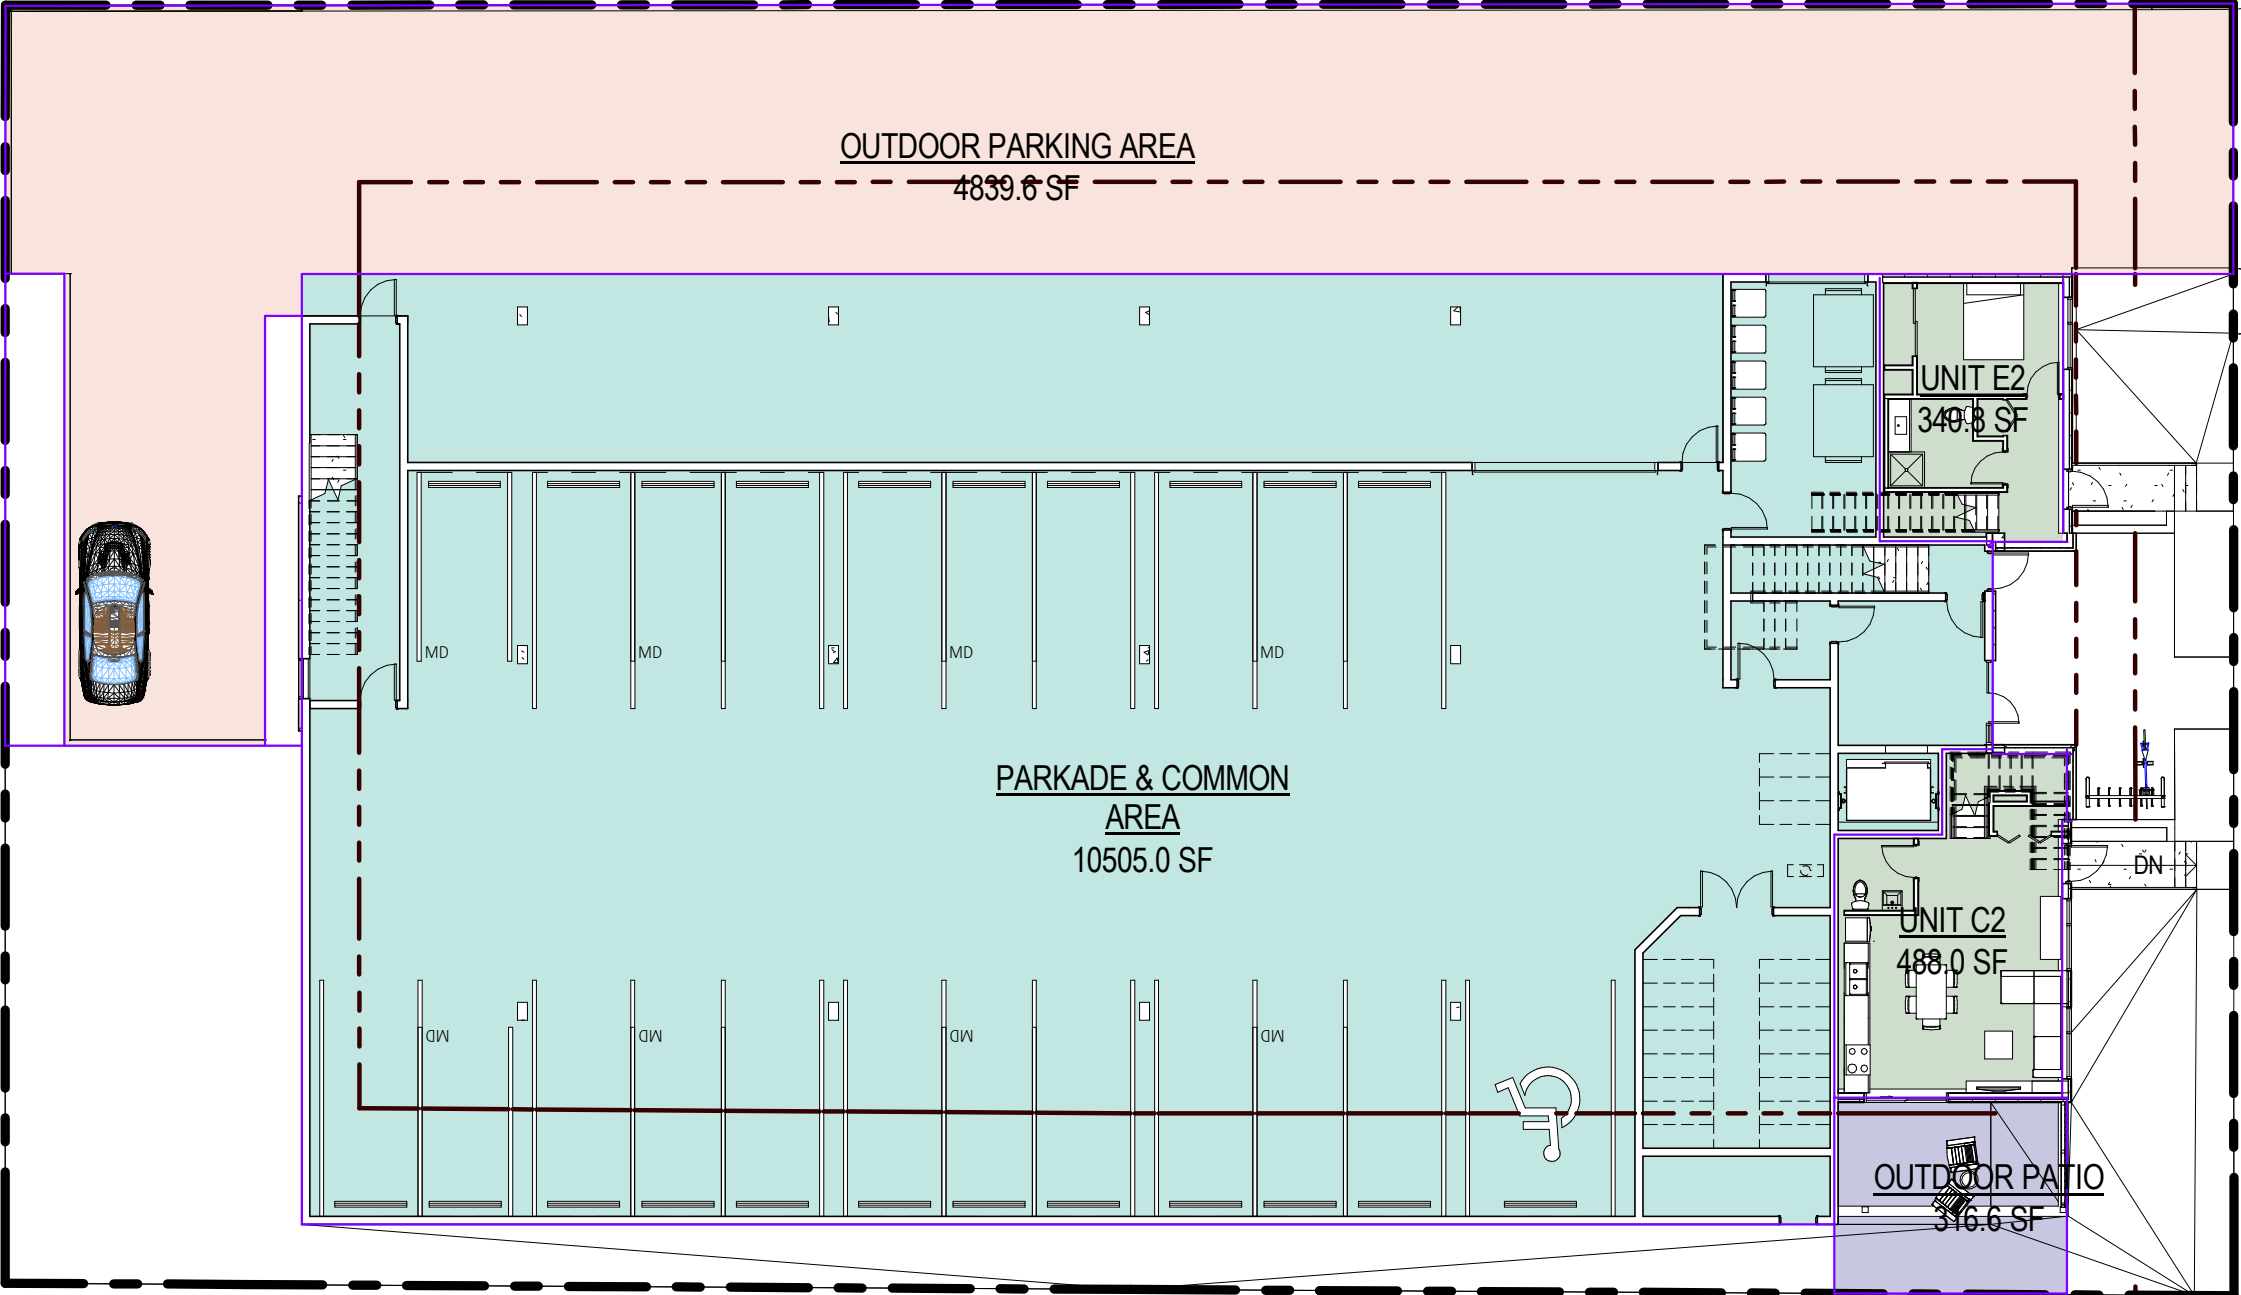 OUTDOOR PARKING AREA
4839.6 SF
UNIT E2
340.8 SF
MD
MD
MD
MD
PARKADE & COMMON
AREA
10505.0 SF
DN
UNIT C2
488.0 SF
MD
MD
MD
MD
OUTDOOR PATIO
316.6 SF